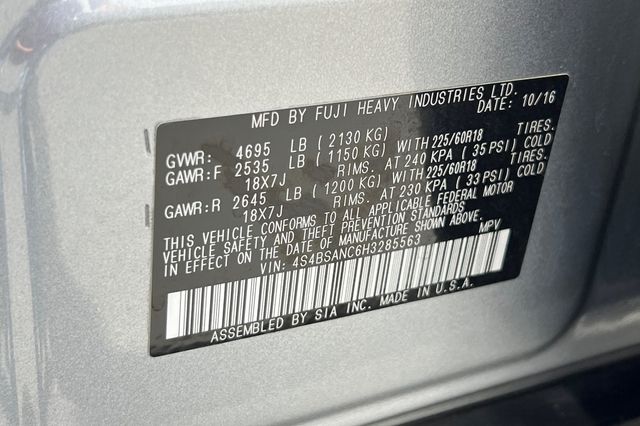 MFD BY FUJI HEAVY INDUSTRIES LTD.
DATE: 10/16
GVWR: 4695 LB (2130 KG)
GAWR:F 2535 LB (1150 KG) WITH 225/60R18 TIRES.
18X7J RIMS. AT 240 KPA (35 PSI) COLD
GAWR:R 2645 LB (1200 KG) WITH 225/60R18 TIRES.
18X7J RIMS. AT 230 KPA (33 PSI) COLD
THIS VEHICLE CONFORMS TO ALL APPLICABLE FEDERAL MOTOR
VEHICLE SAFETY AND THEFT PREVENTION STANDARDS
IN EFFECT ON THE DATE OF MANUFACTURE SHOWN ABOVE.
VIN: 4S4BSANC6H3285563 MPV
ASSEMBLED BY SIA INC. MADE IN U.S.A.